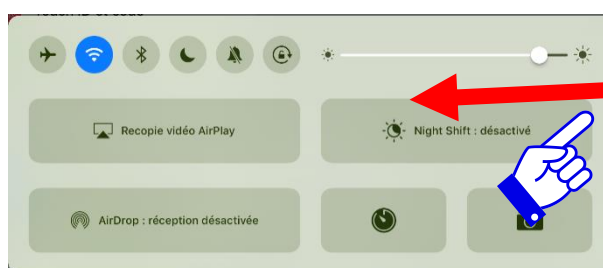 Recopie vidéo AirPlay
Night Shift : désactivé
AirDrop : réception désactivée